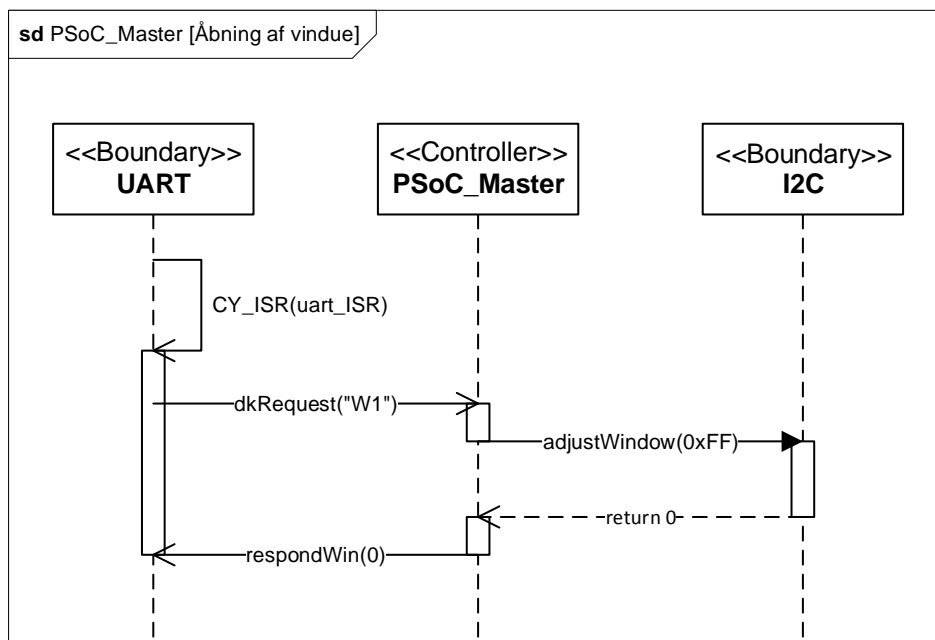 sd PSoC_Master [Åbning af vindue]
<<Boundary>>
UART
<<Controller>>
PSoC_Master
<<Boundary>>
I2C
CY_ISR(uart_ISR)
dkRequest("W1")
adjustWindow(0xFF)
return 0
respondWin(0)